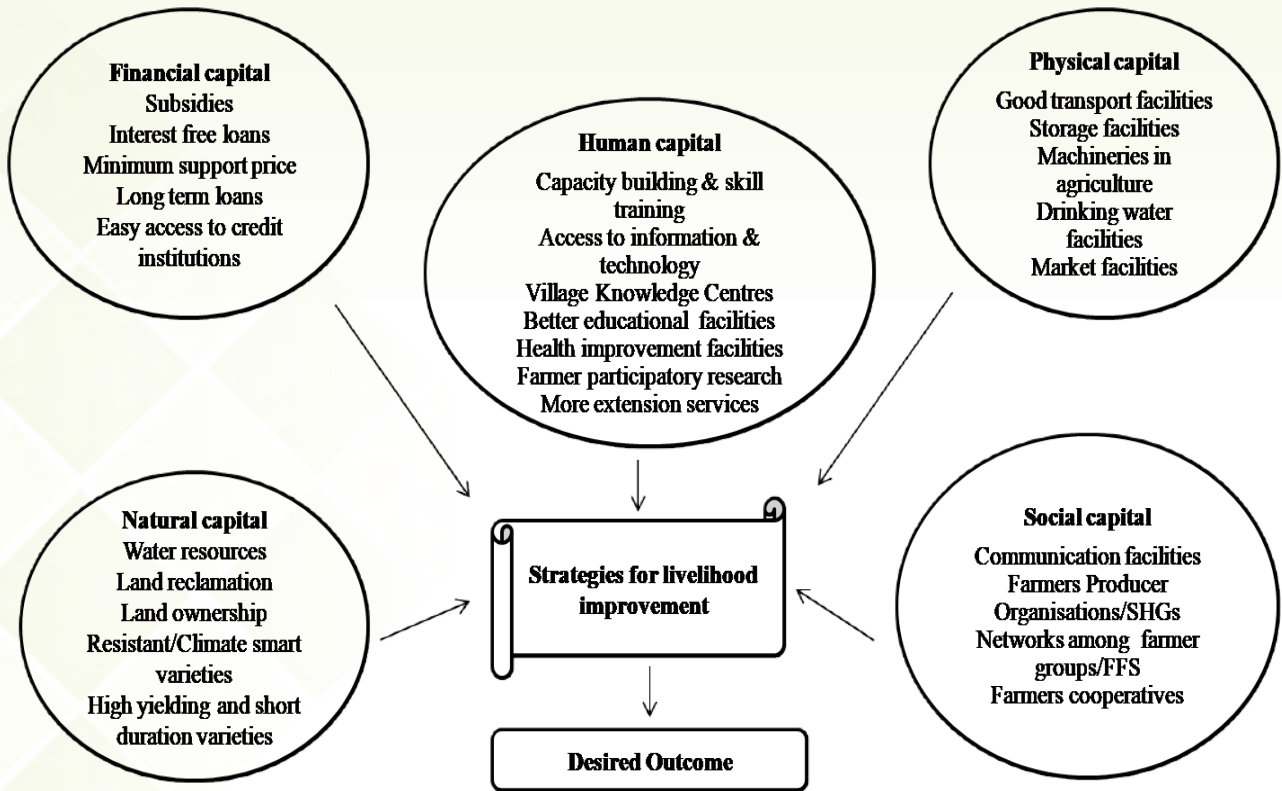 Financial capital
Subsidies
Interest free loans
Minimum support price
Long term loans
Easy access to credit
institutions
Human capital
Capacity building & skill
training
Access to information &
technology
Village Knowledge Centres
Better educational facilities
Health improvement facilities
Farmer participatory research
More extension services
Physical capital
Good transport facilities
Storage facilities
Machineries in
agriculture
Drinking water
facilities
Market facilities
Natural capital
Water resources
Land reclamation
Land ownership
Resistant/Climate smart
varieties
High yielding and short
duration varieties
Strategies for livelihood
improvement
Social capital
Communication facilities
Farmers Producer
Organisations/SHGs
Networks among farmer
groups/FFS
Farmers cooperatives
Desired Outcome